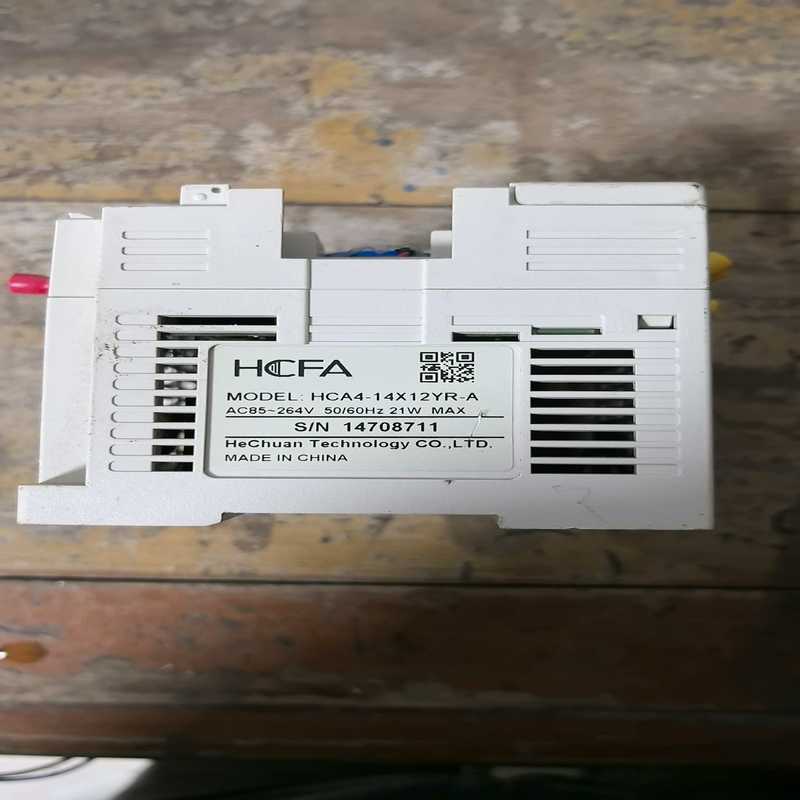 HCFA
MODEL: HCA4-14X12YR-A
AC85~264V 50/60Hz 21W MAX
S/N 14708711
HeChuan Technology CO.,LTD.
MADE IN CHINA